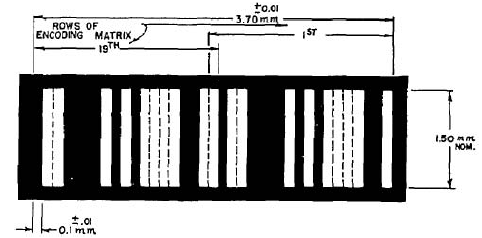 ±0.01
3.70 mm
ROWS OF
ENCODING MATRIX
19TH
1ST
1.50 mm
NOM.
±.01
0.1 mm